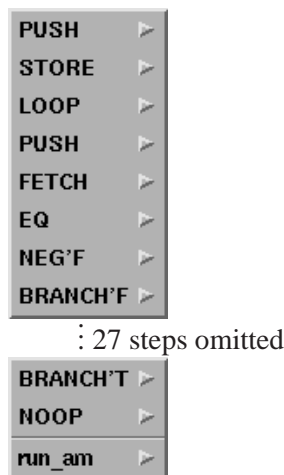 PUSH
STORE
LOOP
PUSH
FETCH
EQ
NEG'F
BRANCH'F
⋮ 27 steps omitted
BRANCH'T
NOOP
run_am